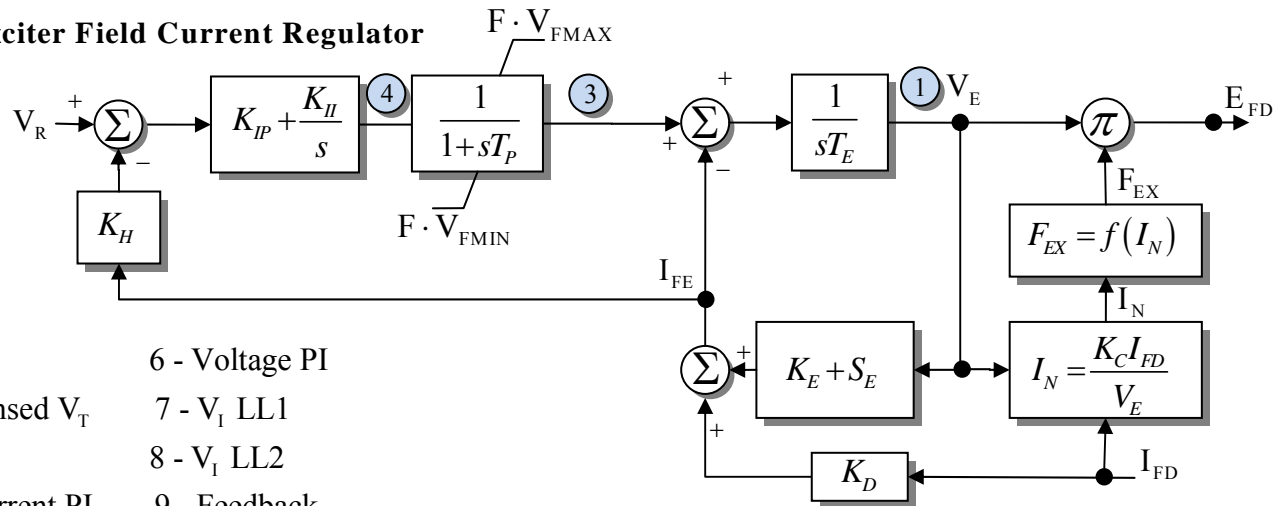 xciter Field Current Regulator
F · V_FMAX
V_R + Σ −
K_IP + K_II / s
4
1 / 1+sT_P
3
F · V_FMIN
+ + Σ −
1 / sT_E
1 V_E
π
E_FD
F_EX
F_EX = f(I_N)
K_H
I_FE
I_N
Σ + +
K_E + S_E
I_N = K_C I_FD / V_E
K_D
I_FD
6 - Voltage PI
nsed V_T 7 - V_I LL1
8 - V_I LL2
rrent PI 9 - Feedback